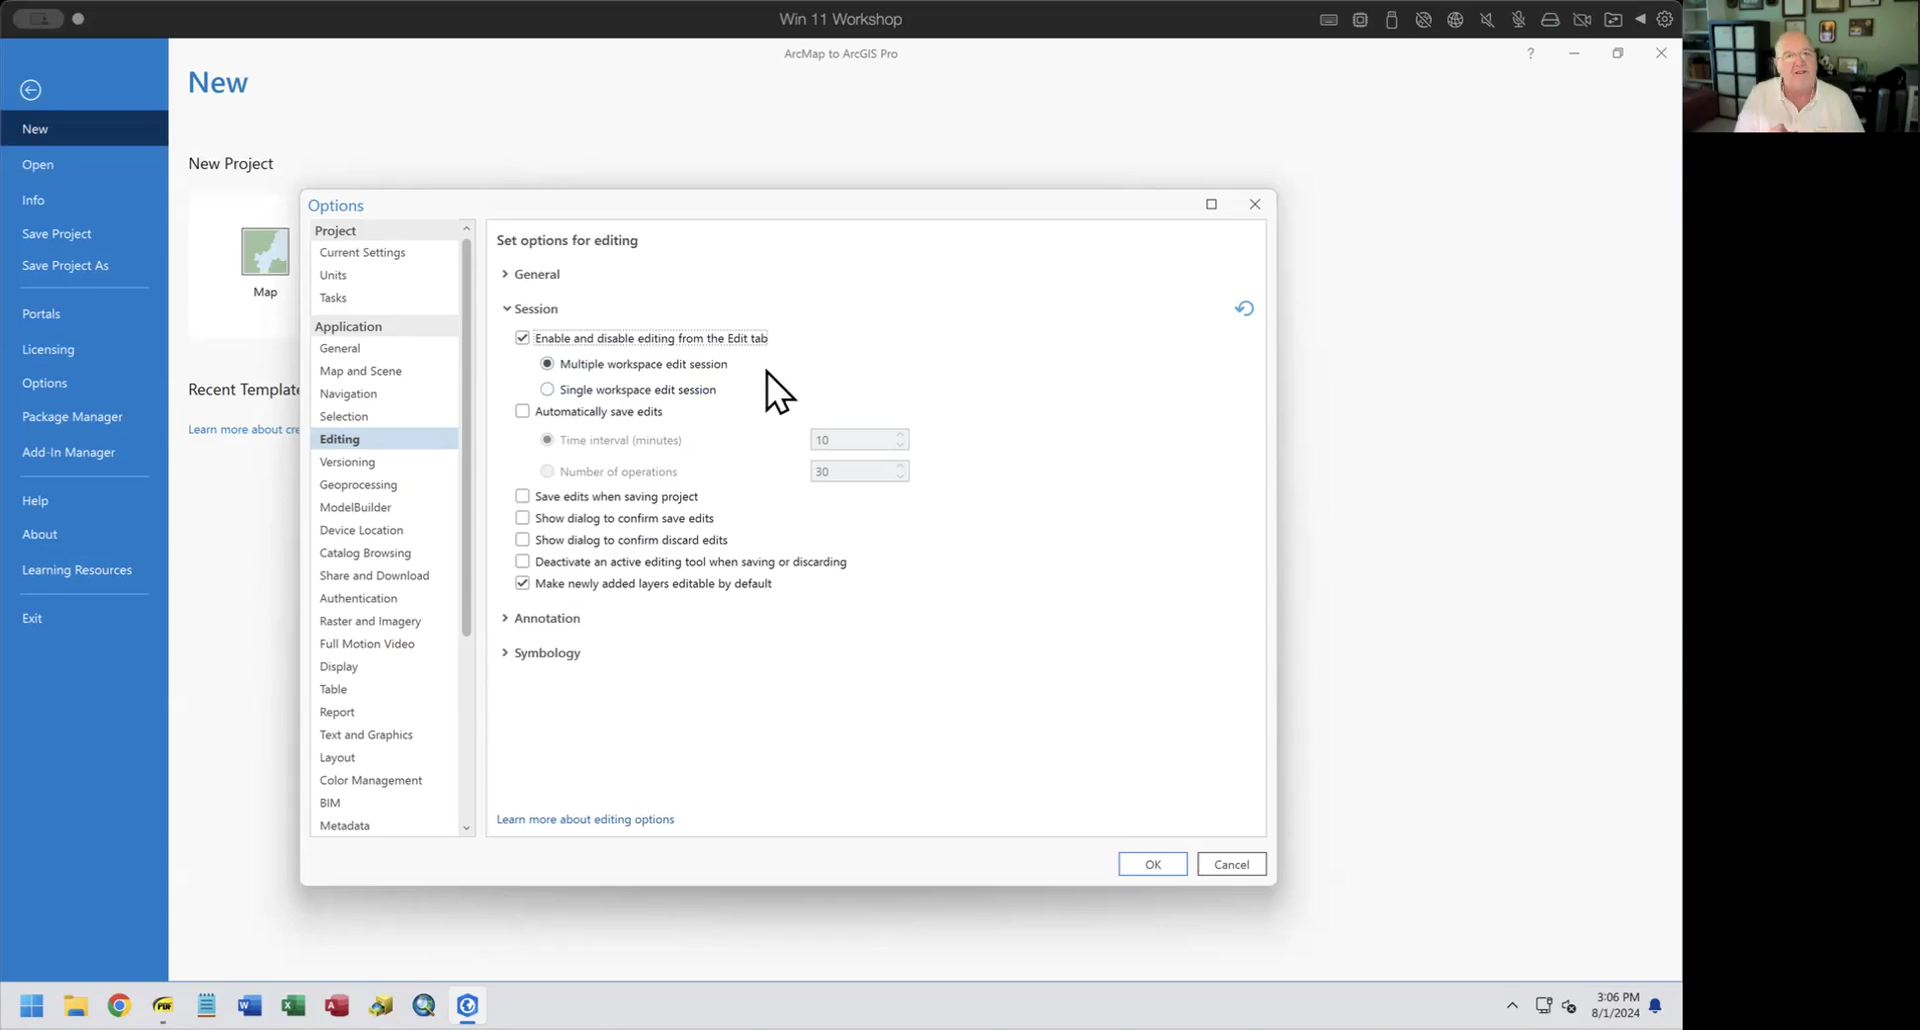 Win 11 Workshop
ArcMap to ArcGIS Pro
?
New
Open
Info
Save Project
Save Project As
Portals
Licensing
Options
Package Manager
Add-In Manager
Help
About
Learning Resources
Exit
New
New Project
Map
Recent Template
Learn more about cre
Options
Project
Current Settings
Units
Tasks
Application
General
Map and Scene
Navigation
Selection
Editing
Versioning
Geoprocessing
ModelBuilder
Device Location
Catalog Browsing
Share and Download
Authentication
Raster and Imagery
Full Motion Video
Display
Table
Report
Text and Graphics
Layout
Color Management
BIM
Metadata
Set options for editing
General
Session
Enable and disable editing from the Edit tab
Multiple workspace edit session
Single workspace edit session
Automatically save edits
Time interval (minutes) 10
Number of operations 30
Save edits when saving project
Show dialog to confirm save edits
Show dialog to confirm discard edits
Deactivate an active editing tool when saving or discarding
Make newly added layers editable by default
Annotation
Symbology
Learn more about editing options
OK Cancel
PDF
W
X
A
3:06 PM
8/1/2024